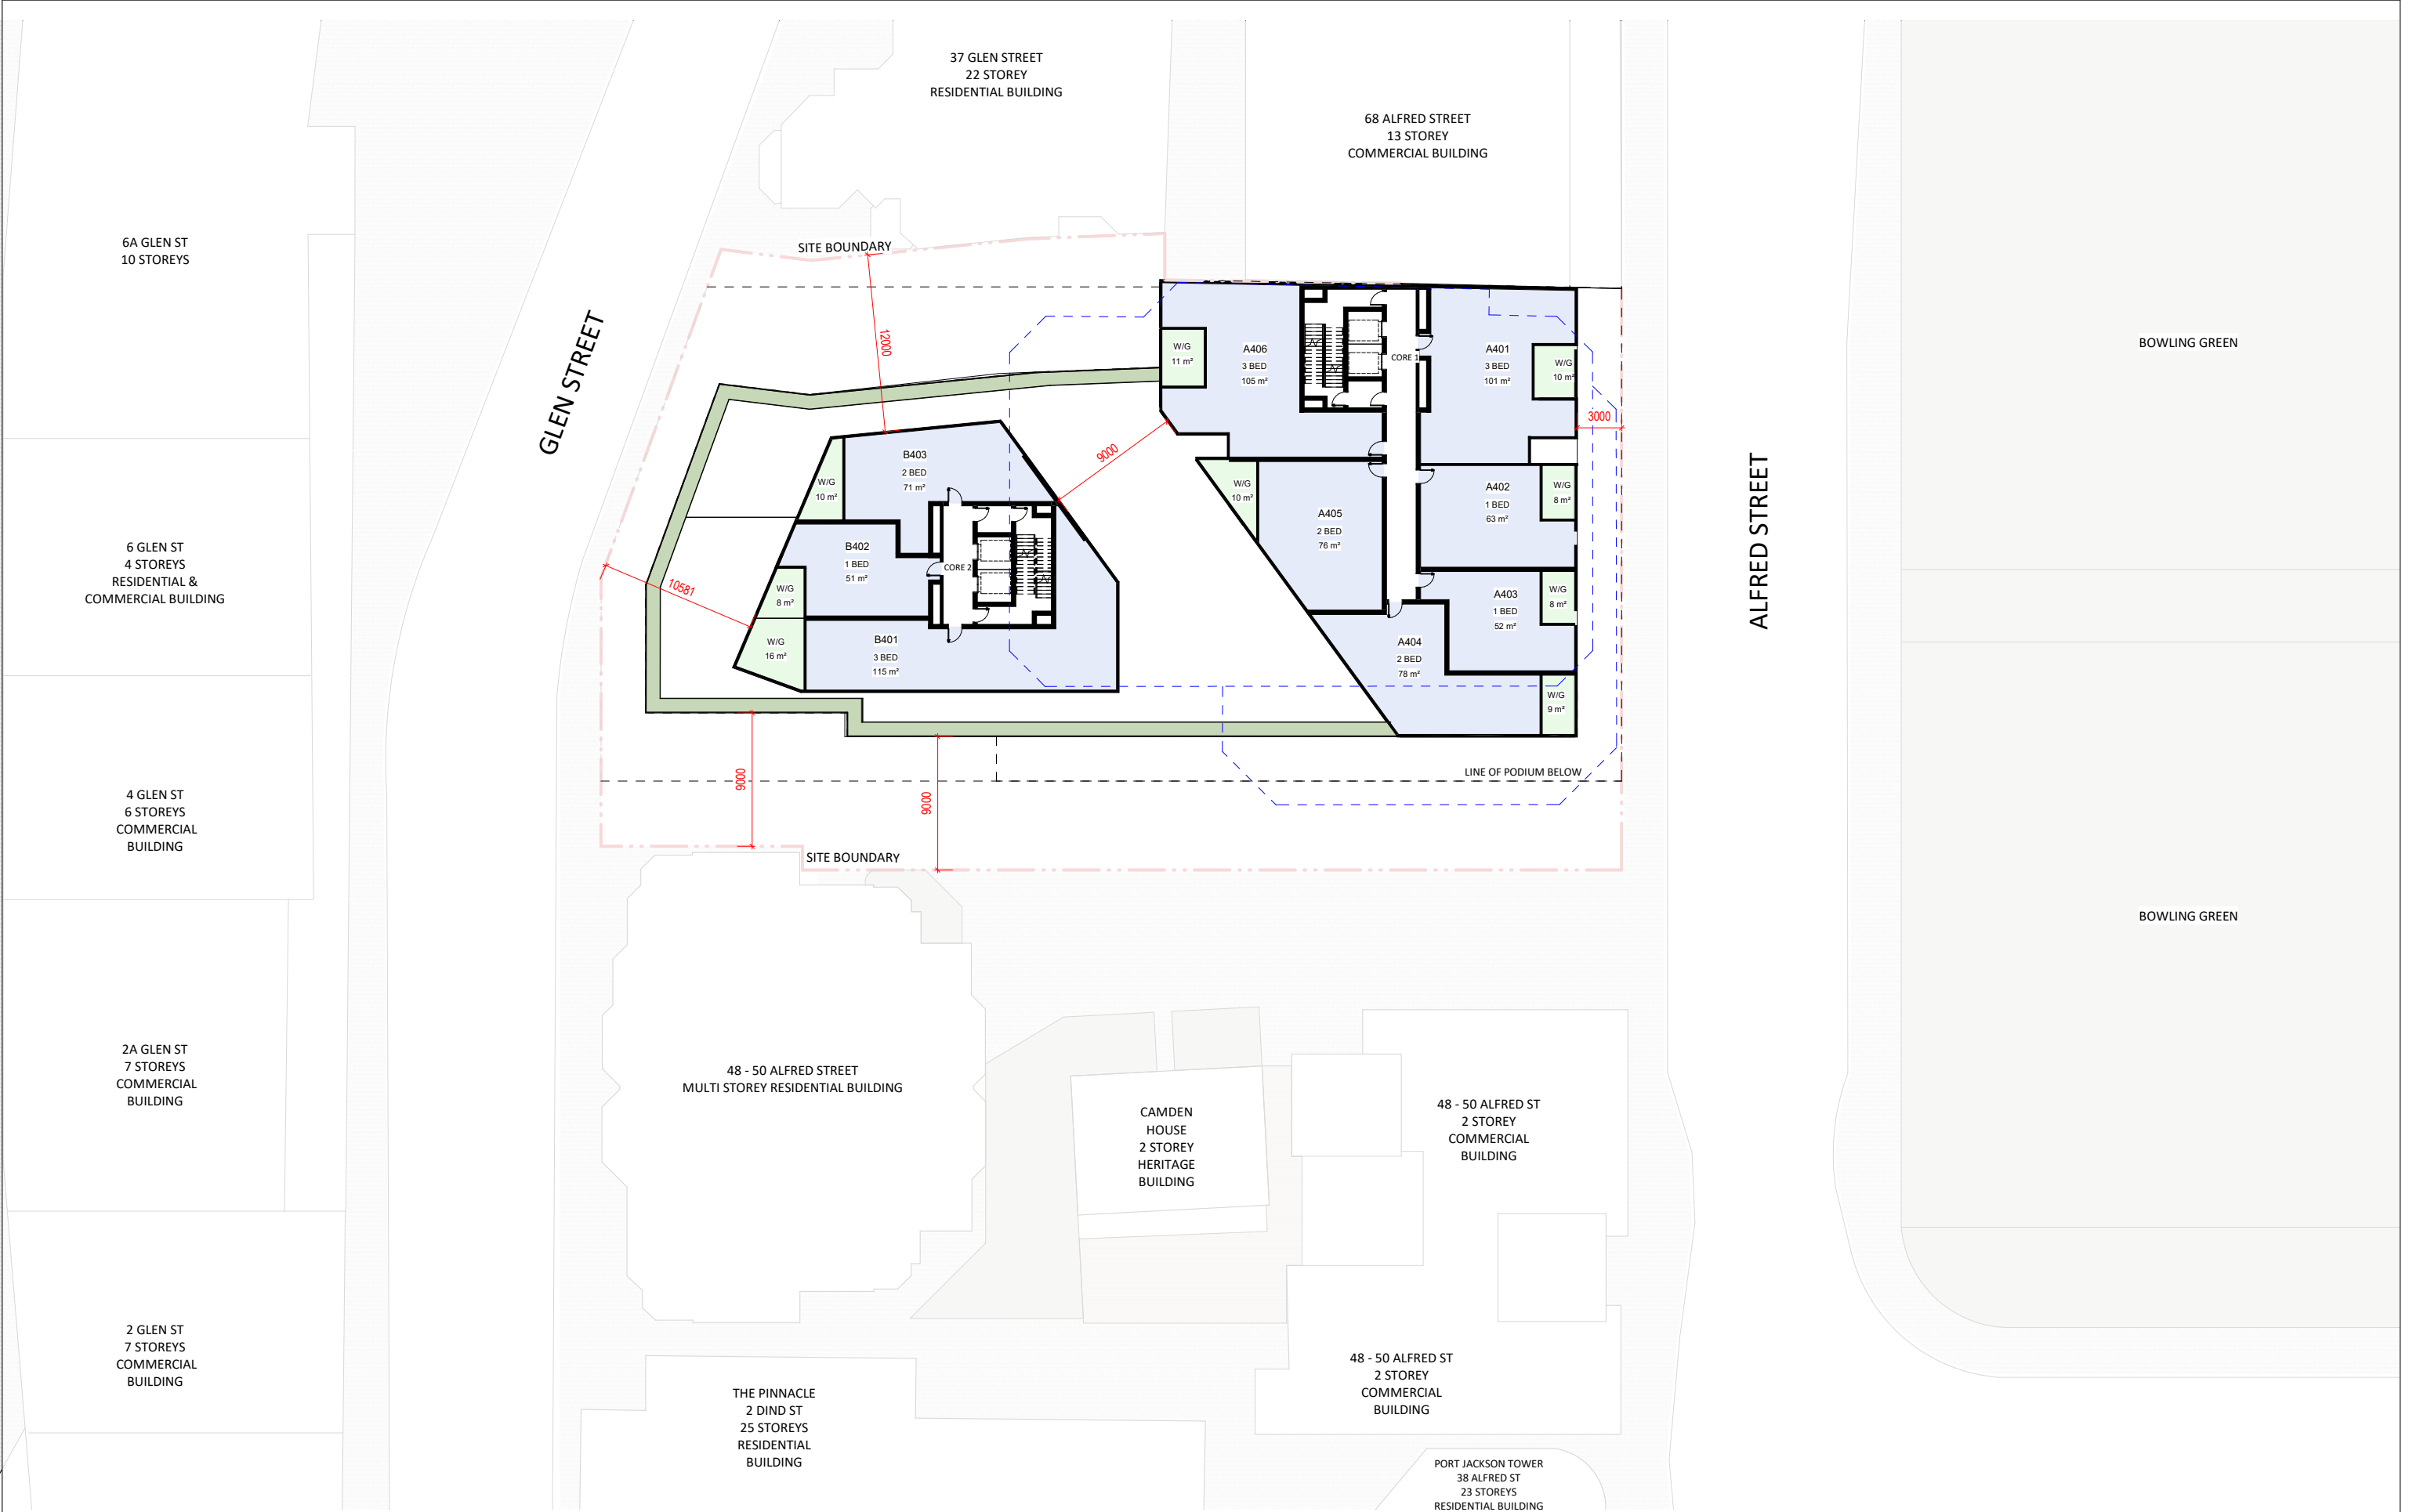 37 GLEN STREET
22 STOREY
RESIDENTIAL BUILDING
68 ALFRED STREET
13 STOREY
COMMERCIAL BUILDING
6A GLEN ST
10 STOREYS
SITE BOUNDARY
GLEN STREET
12000
W/G
11 m²
A406
3 BED
105 m²
CORE 1
A401
3 BED
101 m²
W/G
10 m²
3000
BOWLING GREEN
9000
B403
2 BED
71 m²
W/G
10 m²
W/G
10 m²
A405
2 BED
76 m²
A402
1 BED
63 m²
W/G
8 m²
ALFRED STREET
6 GLEN ST
4 STOREYS
RESIDENTIAL &
COMMERCIAL BUILDING
10581
B402
1 BED
51 m²
CORE 2
W/G
8 m²
A403
1 BED
52 m²
W/G
8 m²
W/G
16 m²
B401
3 BED
115 m²
A404
2 BED
78 m²
W/G
9 m²
9000
9000
LINE OF PODIUM BELOW
4 GLEN ST
6 STOREYS
COMMERCIAL
BUILDING
SITE BOUNDARY
BOWLING GREEN
2A GLEN ST
7 STOREYS
COMMERCIAL
BUILDING
48 - 50 ALFRED STREET
MULTI STOREY RESIDENTIAL BUILDING
CAMDEN
HOUSE
2 STOREY
HERITAGE
BUILDING
48 - 50 ALFRED ST
2 STOREY
COMMERCIAL
BUILDING
2 GLEN ST
7 STOREYS
COMMERCIAL
BUILDING
THE PINNACLE
2 DIND ST
25 STOREYS
RESIDENTIAL
BUILDING
48 - 50 ALFRED ST
2 STOREY
COMMERCIAL
BUILDING
PORT JACKSON TOWER
38 ALFRED ST
23 STOREYS
RESIDENTIAL BUILDING